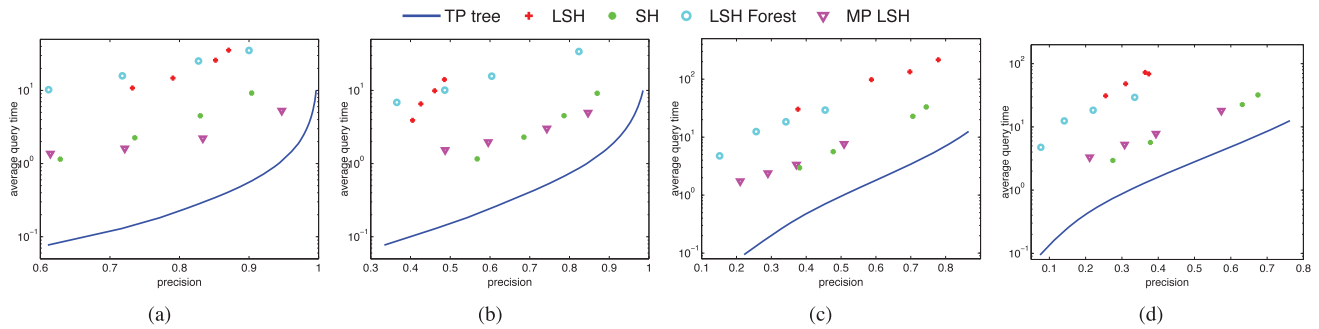 TP tree LSH SH LSH Forest MP LSH
average query time
10^1
10^0
10^−1
0.6 0.7 0.8 0.9 1
precision
(a)
average query time
10^1
10^0
10^−1
0.3 0.4 0.5 0.6 0.7 0.8 0.9 1
precision
(b)
average query time
10^2
10^1
10^0
10^−1
0.1 0.2 0.3 0.4 0.5 0.6 0.7 0.8 0.9
precision
(c)
average query time
10^2
10^1
10^0
10^−1
0.1 0.2 0.3 0.4 0.5 0.6 0.7 0.8
precision
(d)